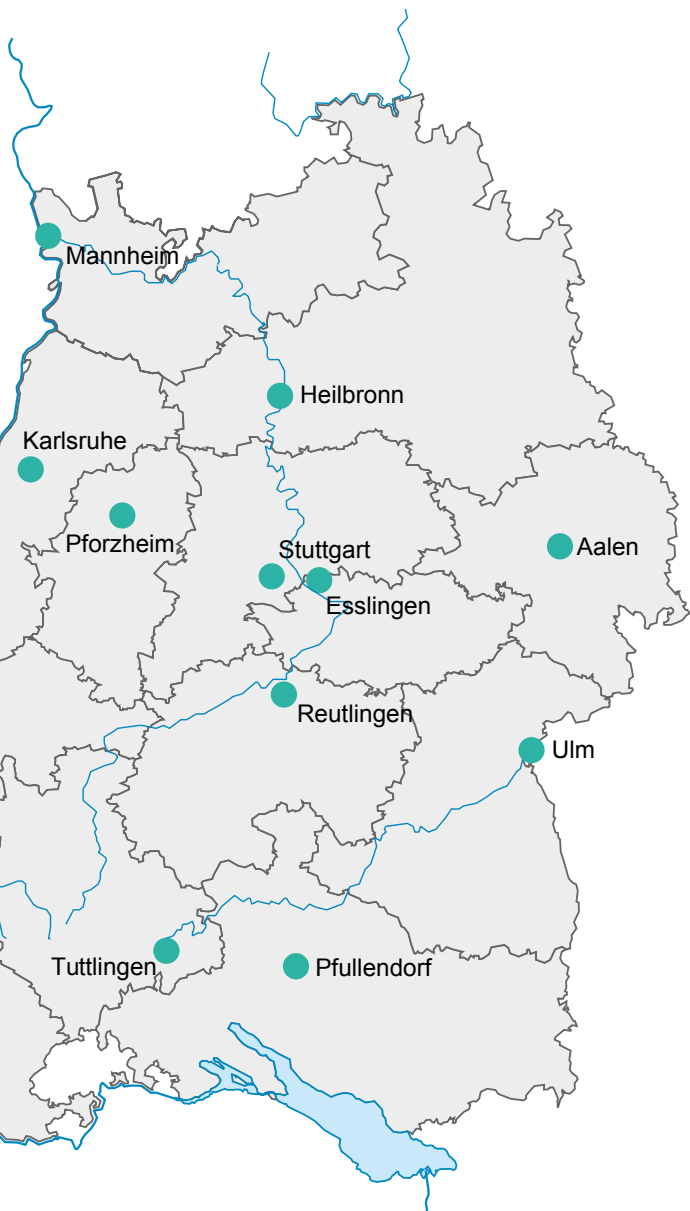 Mannheim
Heilbronn
Karlsruhe
Pforzheim
Stuttgart
Aalen
Esslingen
Reutlingen
Ulm
Tuttlingen
Pfullendorf